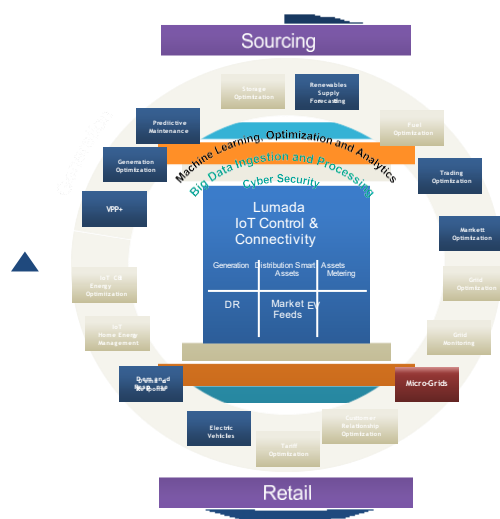 Sourcing
Storage
Optimization
Renewables
Supply
Forecasting
Predictive
Maintenance
Fuel
Optimization
Machine Learning, Optimization and Analytics
Big Data Ingestion and Processing
Cyber Security
Generation
Optimization
Trading
Optimization
VPP+
Lumada
IoT Control &
Connectivity
Markett
Optimization
Generation
Distribution Smart
Assets
Assets
Metering
IoT C&I
Energy
Optimization
Grid
Optimization
DR
Market
Feeds
EV
IoT
Home Energy
Management
Grid
Monitoring
Demand
Response
Micro-Grids
Electric
Vehicles
Customer
Relationship
Optimization
Tariff
Optimization
Retail